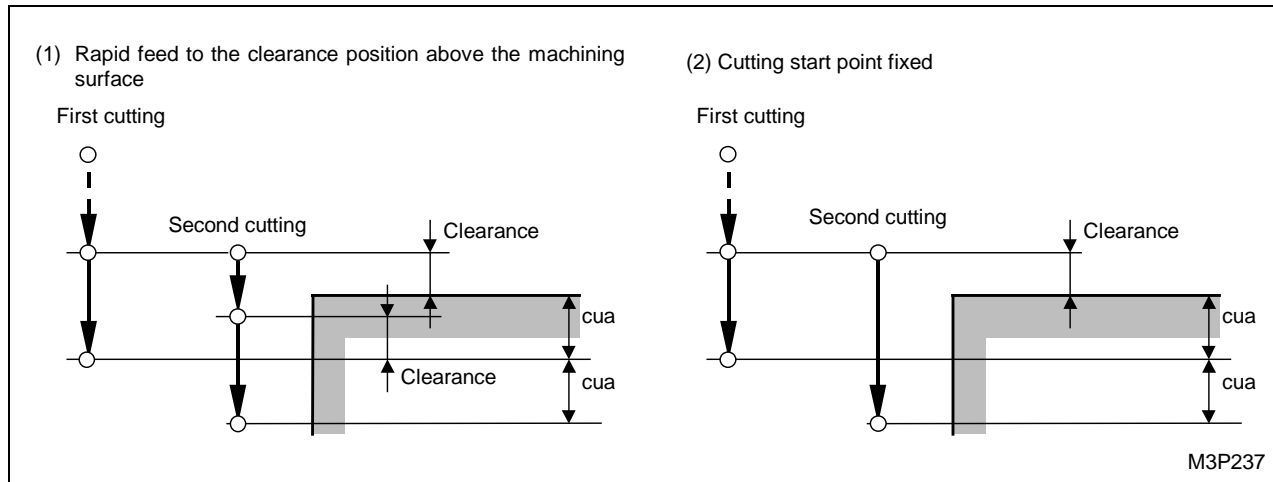 (1) Rapid feed to the clearance position above the machining
surface
First cutting
Second cutting
Clearance
cua
Clearance
cua
(2) Cutting start point fixed
First cutting
Second cutting
Clearance
cua
cua
M3P237